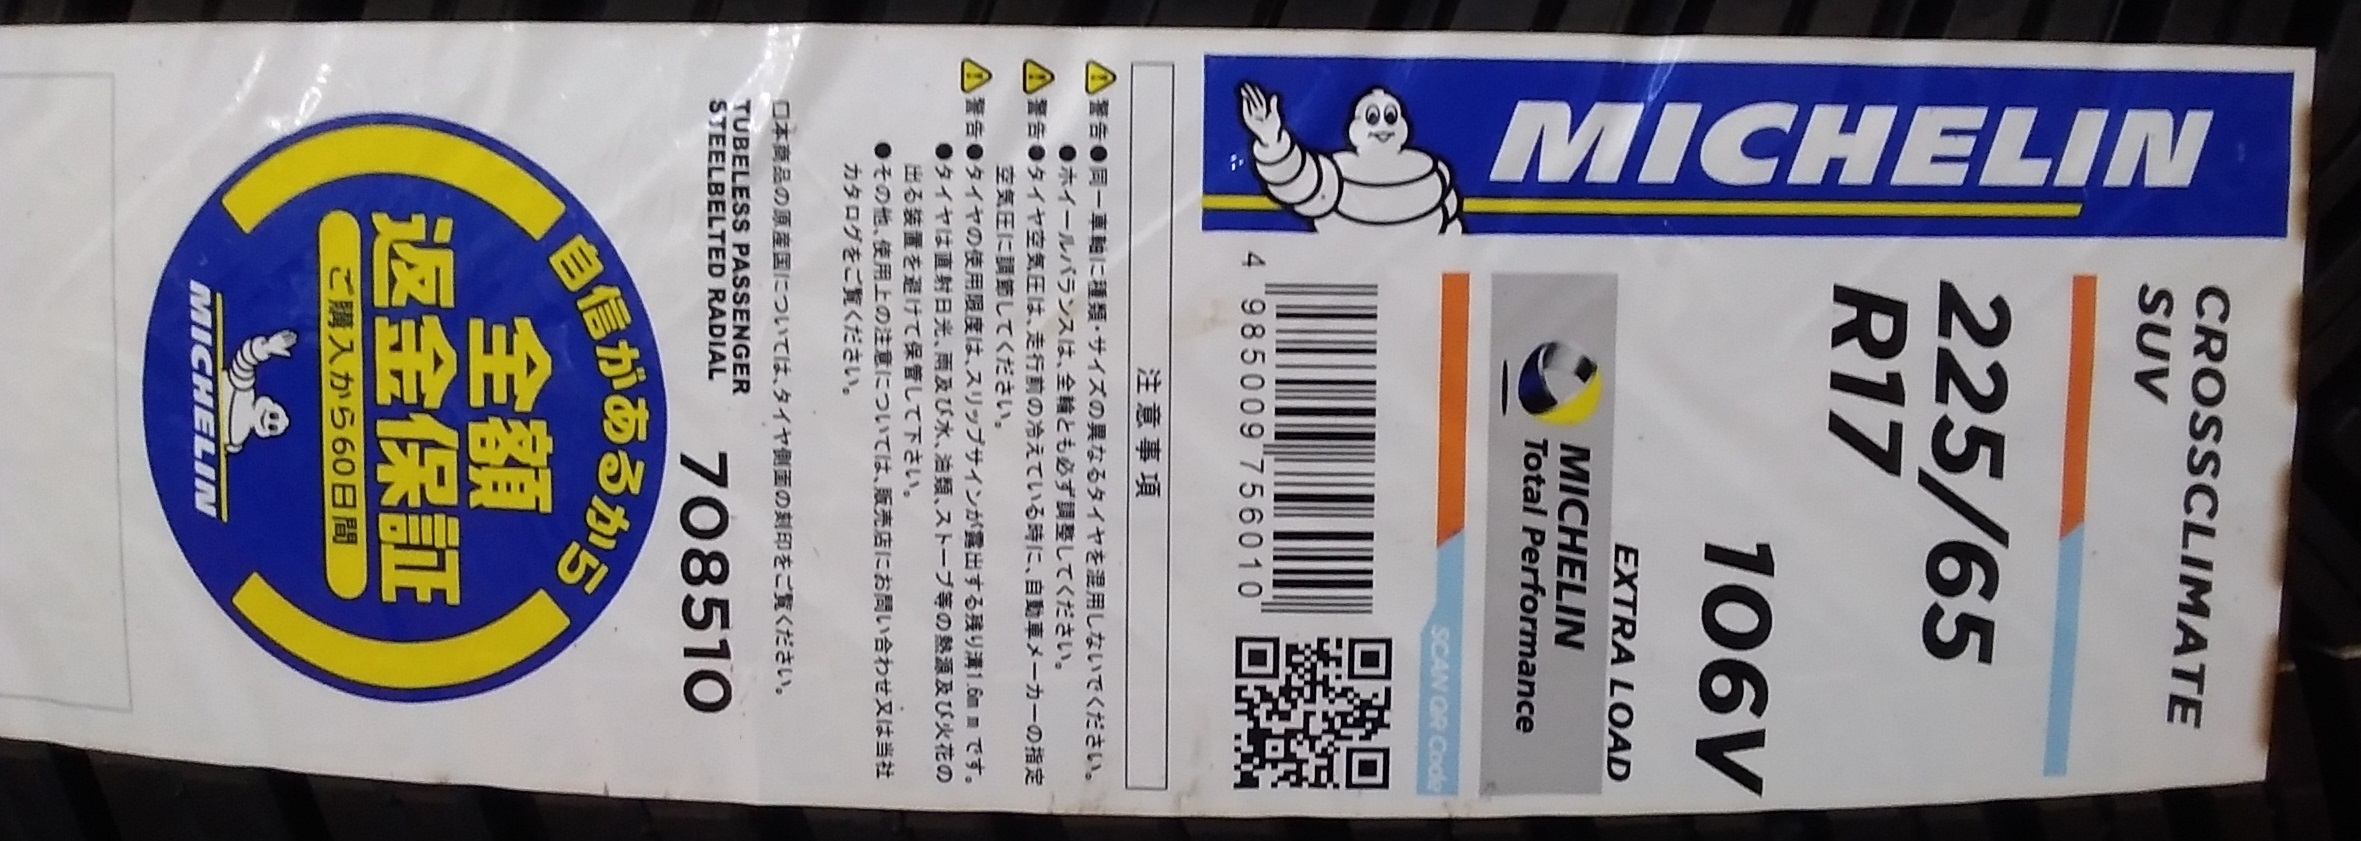 MICHELIN
CROSSCLIMATE
SUV
225/65
R17
106V
EXTRA LOAD
MICHELIN
Total Performance
SCAN QR Code
4 985009 756010
注意事項
警告●同一車軸に種類・サイズの異なるタイヤを混用しないでください。
●ホイールバランスは、全輪とも必ず調整してください。
警告●タイヤ空気圧は、走行前の冷えている時に、自動車メーカーの指定
空気圧に調節してください。
警告●タイヤの使用限度は、スリップサインが露出する残り溝1.6mmです。
●タイヤは直射日光、雨及び水、油類、ストーブ等の熱源及び火花の
出る装置を避けて保管して下さい。
●その他、使用上の注意については、販売店にお問い合わせ又は当社
カタログをご覧ください。
□本商品の原産国については、タイヤ側面の刻印をご覧ください。
TUBELESS PASSENGER
STEELBELTED RADIAL
708510
自信があるから
全額
返金保証
ご購入から60日間
MICHELIN